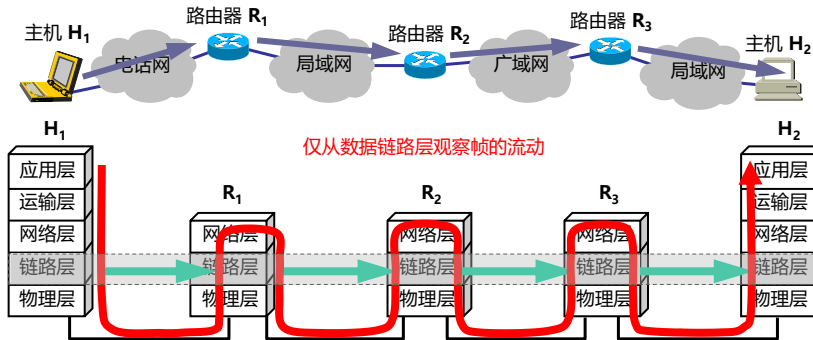 主机 H1
路由器 R1
路由器 R2
路由器 R3
主机 H2
电话网
局域网
广域网
局域网
仅从数据链路层观察帧的流动
H1
应用层
运输层
网络层
链路层
物理层
R1
网络层
链路层
物理层
R2
网络层
链路层
物理层
R3
网络层
链路层
物理层
H2
应用层
运输层
网络层
链路层
物理层